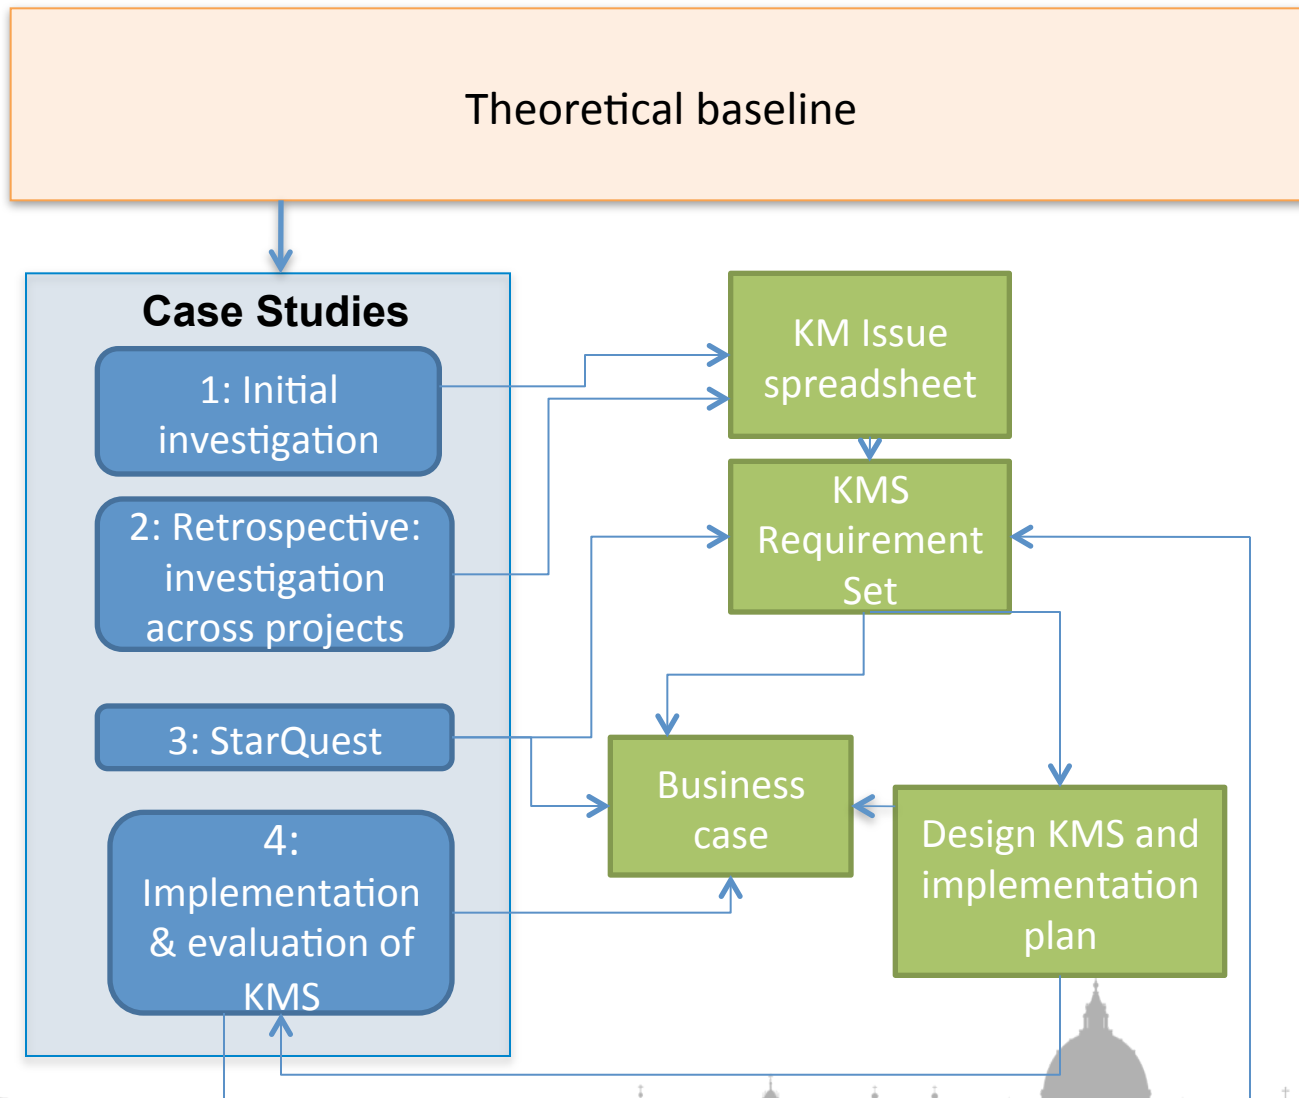 Theoretical baseline
Case Studies
1: Initial
investigation
2: Retrospective:
investigation
across projects
3: StarQuest
4:
Implementation
& evaluation of
KMS
KM Issue
spreadsheet
KMS
Requirement
Set
Business
case
Design KMS and
implementation
plan